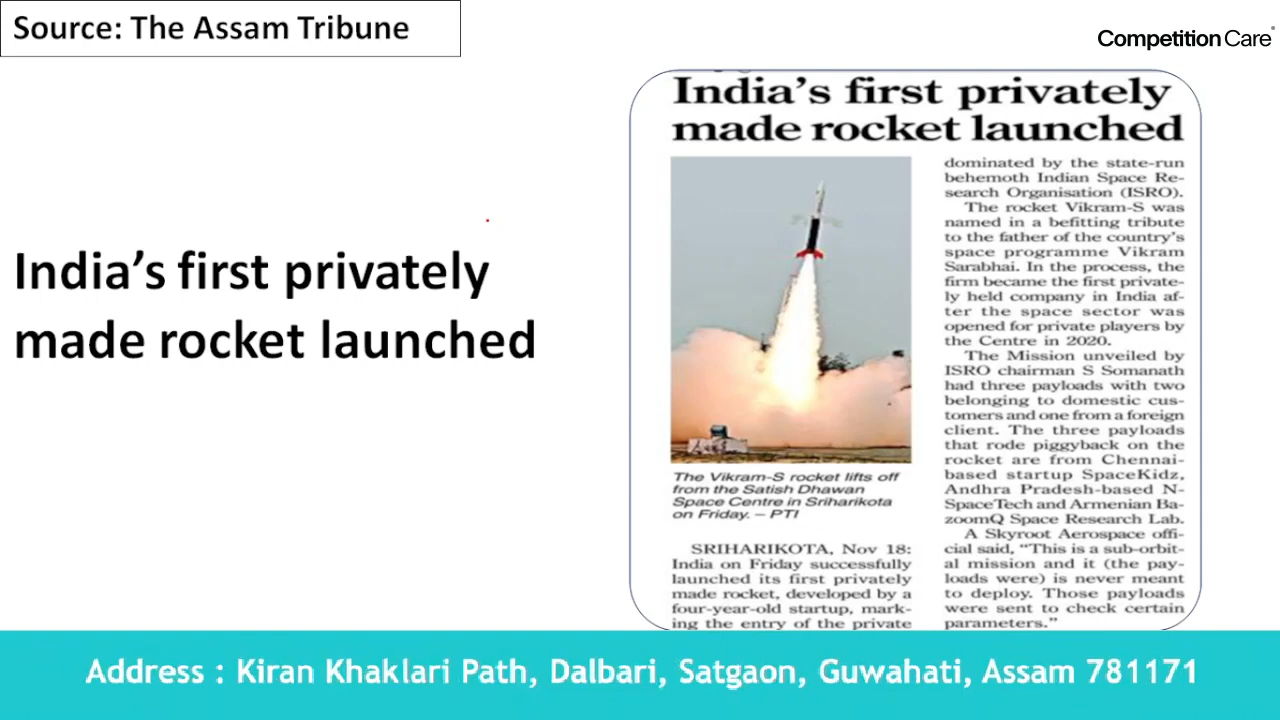 Source: The Assam Tribune
CompetitionCare
India’s first privately
made rocket launched
India’s first privately
made rocket launched
The Vikram-S rocket lifts off
from the Satish Dhawan
Space Centre in Sriharikota
on Friday. – PTI
SRIHARIKOTA, Nov 18:
India on Friday successfully
launched its first privately
made rocket, developed by a
four-year-old startup, mark-
ing the entry of the private
dominated by the state-run
behemoth Indian Space Re-
search Organisation (ISRO).
The rocket Vikram-S was
named in a befitting tribute
to the father of the country’s
space programme Vikram
Sarabhai. In the process, the
firm became the first private-
ly held company in India af-
ter the space sector was
opened for private players by
the Centre in 2020.
The Mission unveiled by
ISRO chairman S Somanath
had three payloads with two
belonging to domestic cus-
tomers and one from a foreign
client. The three payloads
that rode piggyback on the
rocket are from Chennai-
based startup SpaceKidz,
Andhra Pradesh-based N-
SpaceTech and Armenian Ba-
zoomQ Space Research Lab.
A Skyroot Aerospace offi-
cial said, “This is a sub-orbit-
al mission and it (the pay-
loads were) is never meant
to deploy. Those payloads
were sent to check certain
parameters.”
Address : Kiran Khaklari Path, Dalbari, Satgaon, Guwahati, Assam 781171